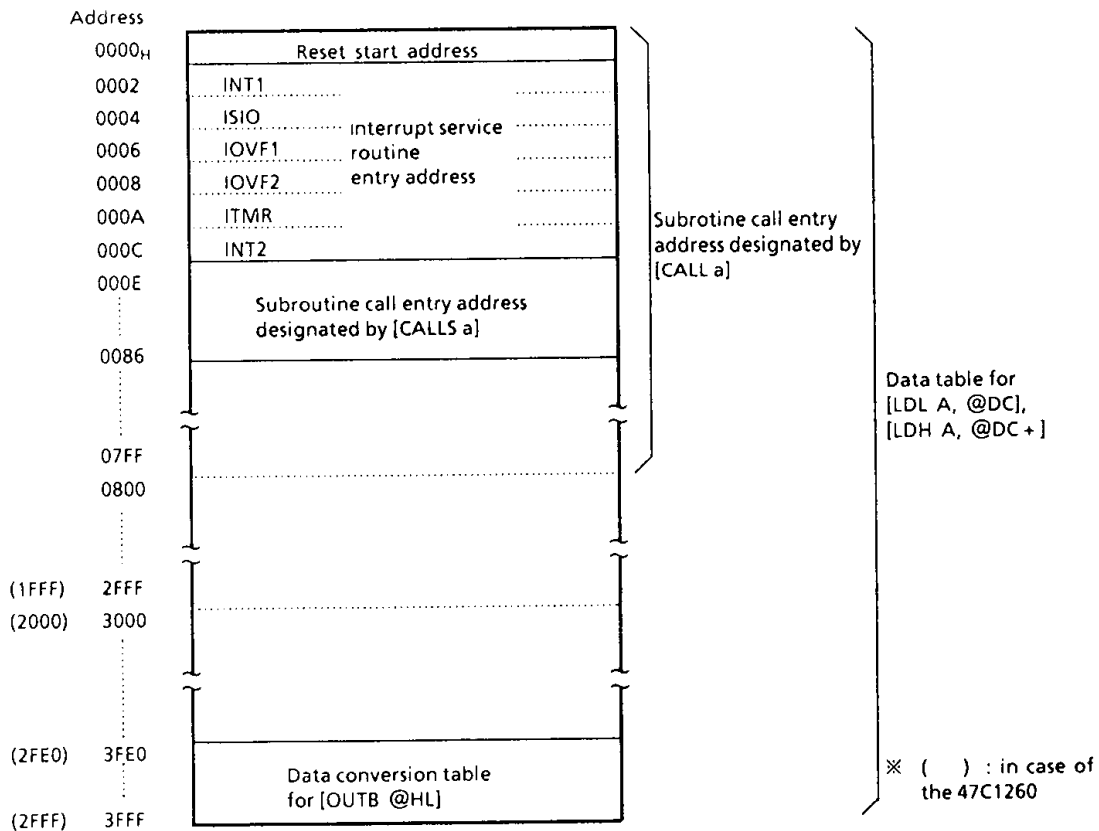 Address
0000H Reset start address
0002 INT1
0004 ISIO
interrupt service
0006 IOVF1 routine
0008 IOVF2 entry address
000A ITMR
000C INT2
000E
Subroutine call entry address
designated by [CALLS a]
0086
07FF
0800
Subrotine call entry
address designated by
[CALL a]
Data table for
[LDL A, @DC],
[LDH A, @DC+]
(1FFF) 2FFF
(2000) 3000
(2FE0) 3FE0
Data conversion table
for [OUTB @HL]
(2FFF) 3FFF
※ ( ) : in case of
the 47C1260